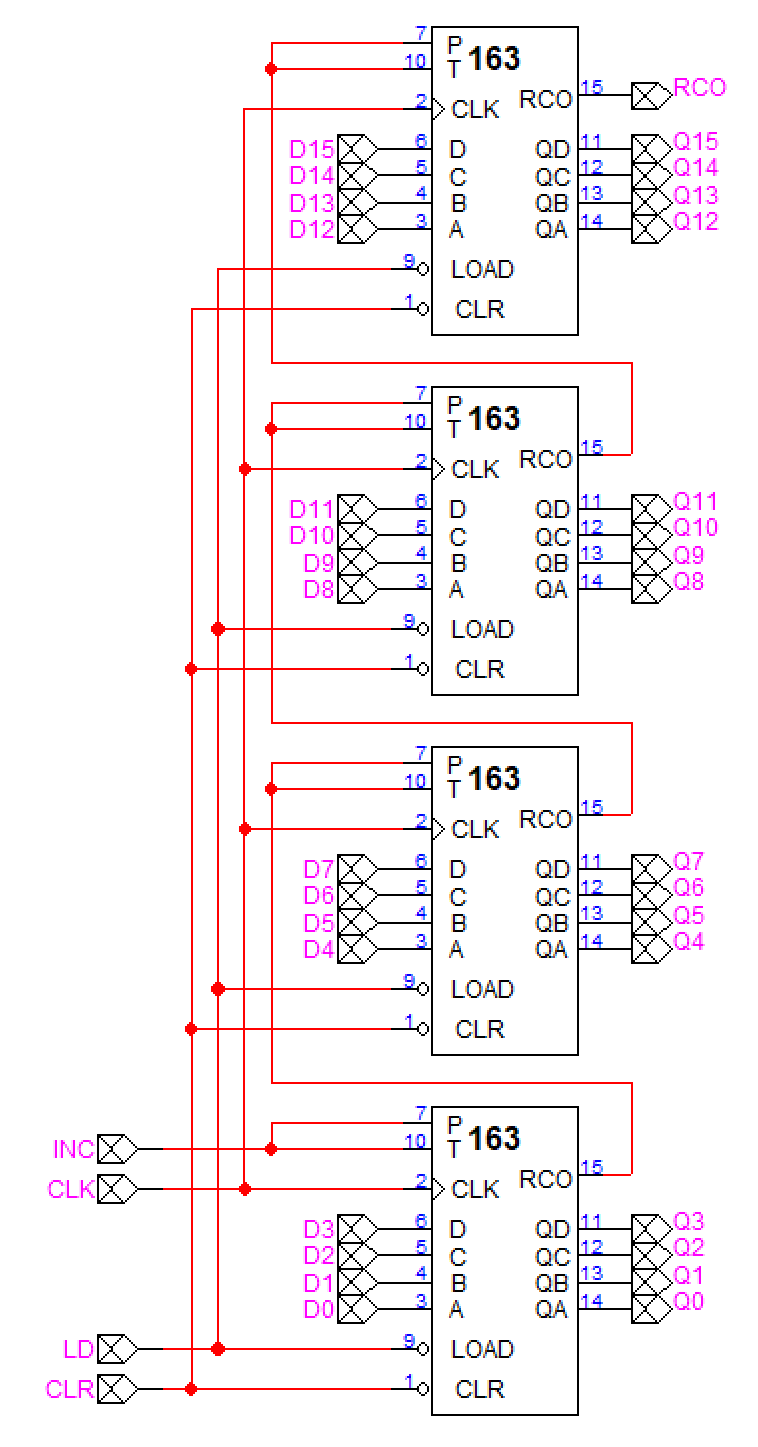 7 P 163
10 T
RCO 15 RCO
2 CLK
D15 6 D QD 11 Q15
D14 5 C QC 12 Q14
D13 4 B QB 13 Q13
D12 3 A QA 14 Q12
9 LOAD
1 CLR
7 P 163
10 T
RCO 15
2 CLK
D11 6 D QD 11 Q11
D10 5 C QC 12 Q10
D9 4 B QB 13 Q9
D8 3 A QA 14 Q8
9 LOAD
1 CLR
7 P 163
10 T
RCO 15
2 CLK
D7 6 D QD 11 Q7
D6 5 C QC 12 Q6
D5 4 B QB 13 Q5
D4 3 A QA 14 Q4
9 LOAD
1 CLR
7 P 163
INC 10 T
RCO 15
CLK 2 CLK
D3 6 D QD 11 Q3
D2 5 C QC 12 Q2
D1 4 B QB 13 Q1
D0 3 A QA 14 Q0
LD 9 LOAD
CLR 1 CLR